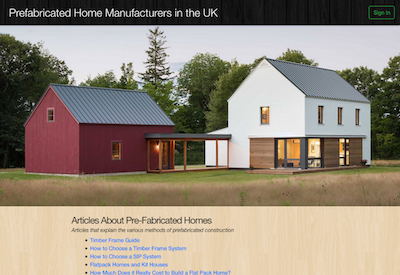 Prefabricated Home Manufacturers in the UK
Sign In
Articles About Pre-Fabricated Homes
Articles that explain the various methods of prefabricated construction
Timber Frame Guide
How to Choose a Timber Frame System
How to Choose a SIP System
Flatpack Homes and Kit Houses
How Much Does it Really Cost to Build a Flat Pack Home?